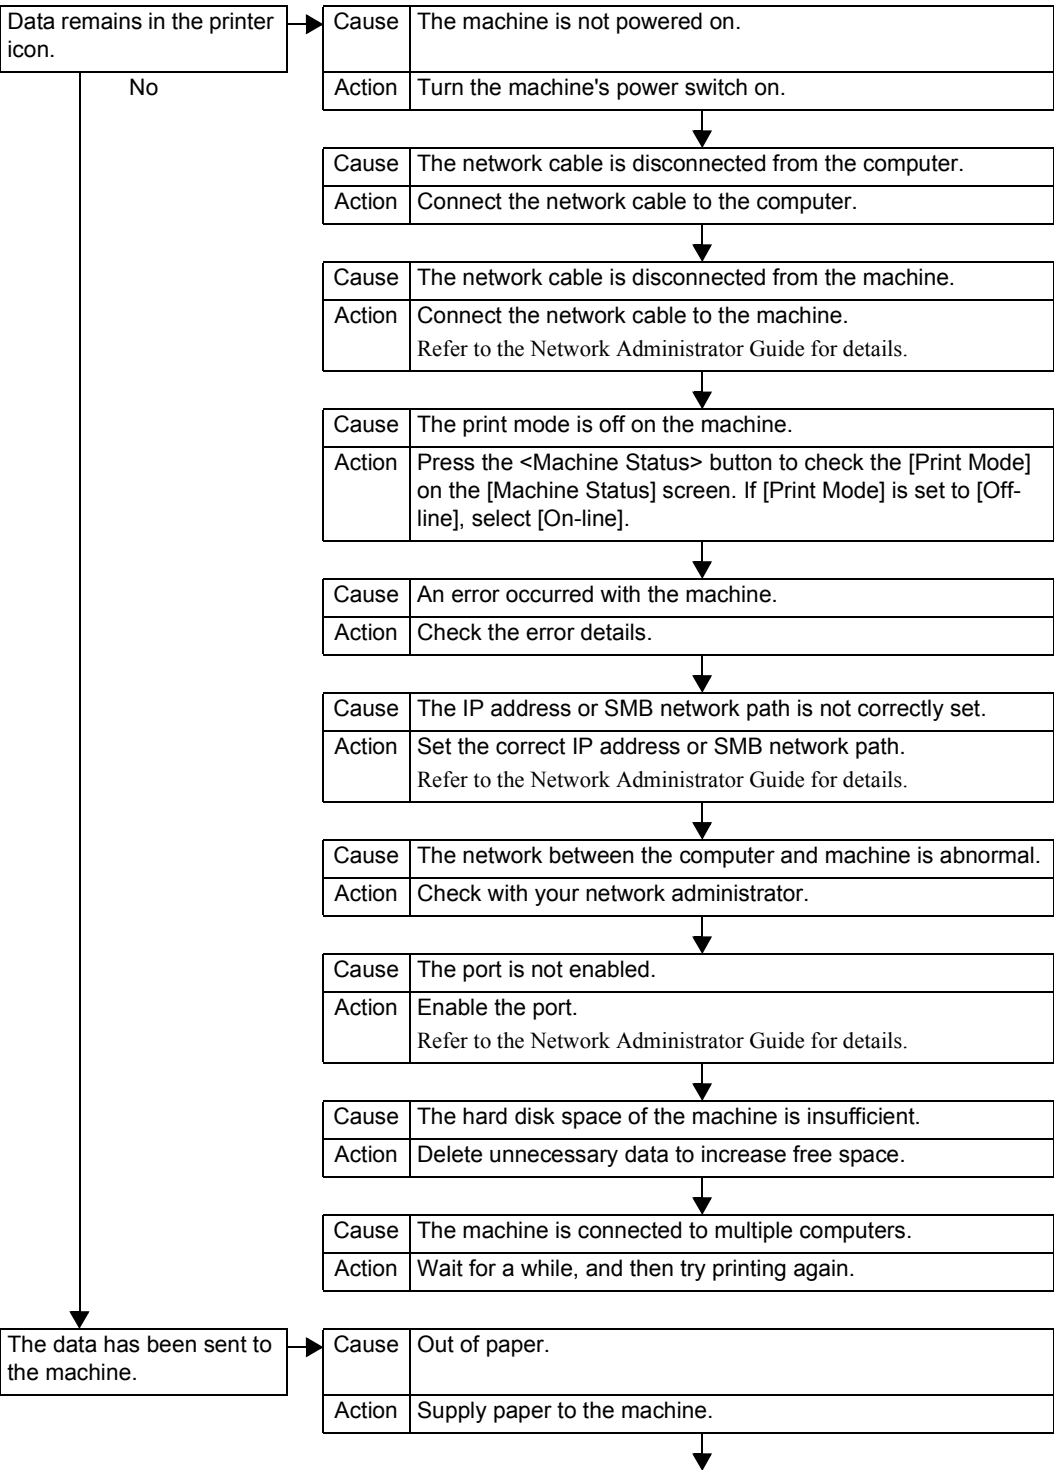 Data remains in the printer
icon.
No
Cause The machine is not powered on.
Action Turn the machine's power switch on.
Cause The network cable is disconnected from the computer.
Action Connect the network cable to the computer.
Cause The network cable is disconnected from the machine.
Action Connect the network cable to the machine.
Refer to the Network Administrator Guide for details.
Cause The print mode is off on the machine.
Action Press the <Machine Status> button to check the [Print Mode]
on the [Machine Status] screen. If [Print Mode] is set to [Off-
line], select [On-line].
Cause An error occurred with the machine.
Action Check the error details.
Cause The IP address or SMB network path is not correctly set.
Action Set the correct IP address or SMB network path.
Refer to the Network Administrator Guide for details.
Cause The network between the computer and machine is abnormal.
Action Check with your network administrator.
Cause The port is not enabled.
Action Enable the port.
Refer to the Network Administrator Guide for details.
Cause The hard disk space of the machine is insufficient.
Action Delete unnecessary data to increase free space.
Cause The machine is connected to multiple computers.
Action Wait for a while, and then try printing again.
The data has been sent to
the machine.
Cause Out of paper.
Action Supply paper to the machine.